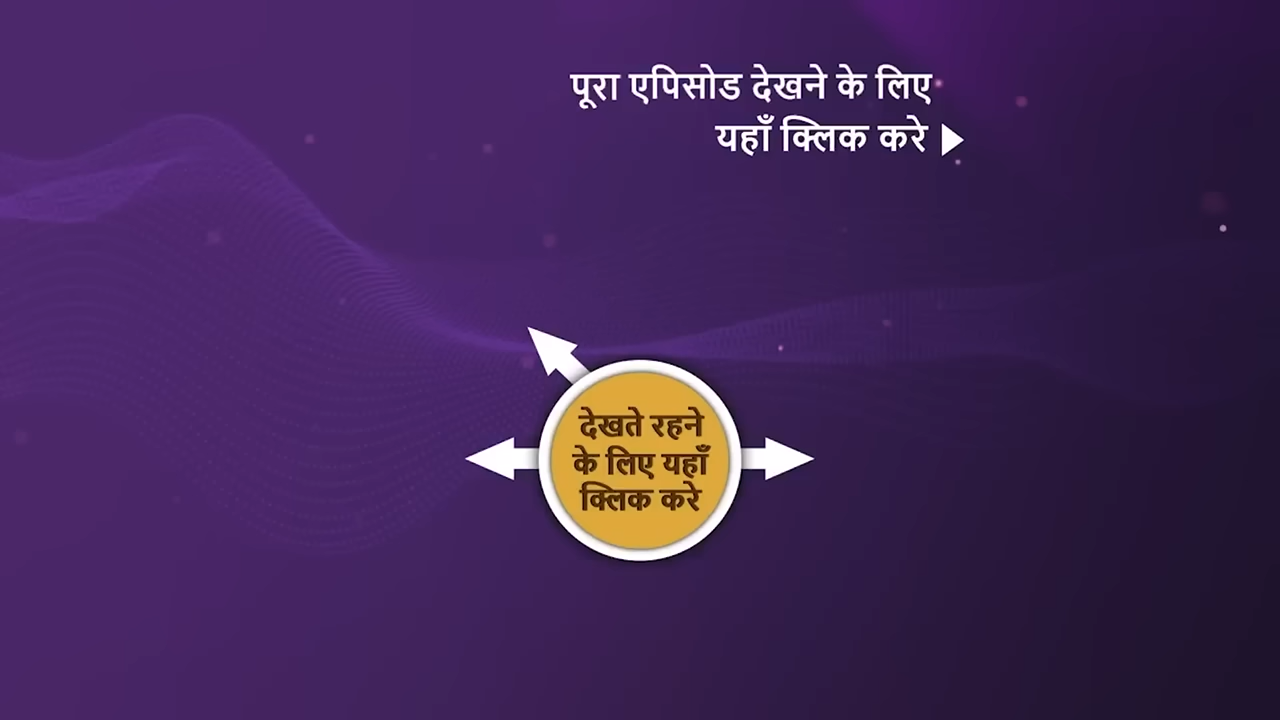 पूरा एपिसोड देखने के लिए
यहाँ क्लिक करे
देखते रहने
के लिए यहाँ
क्लिक करे